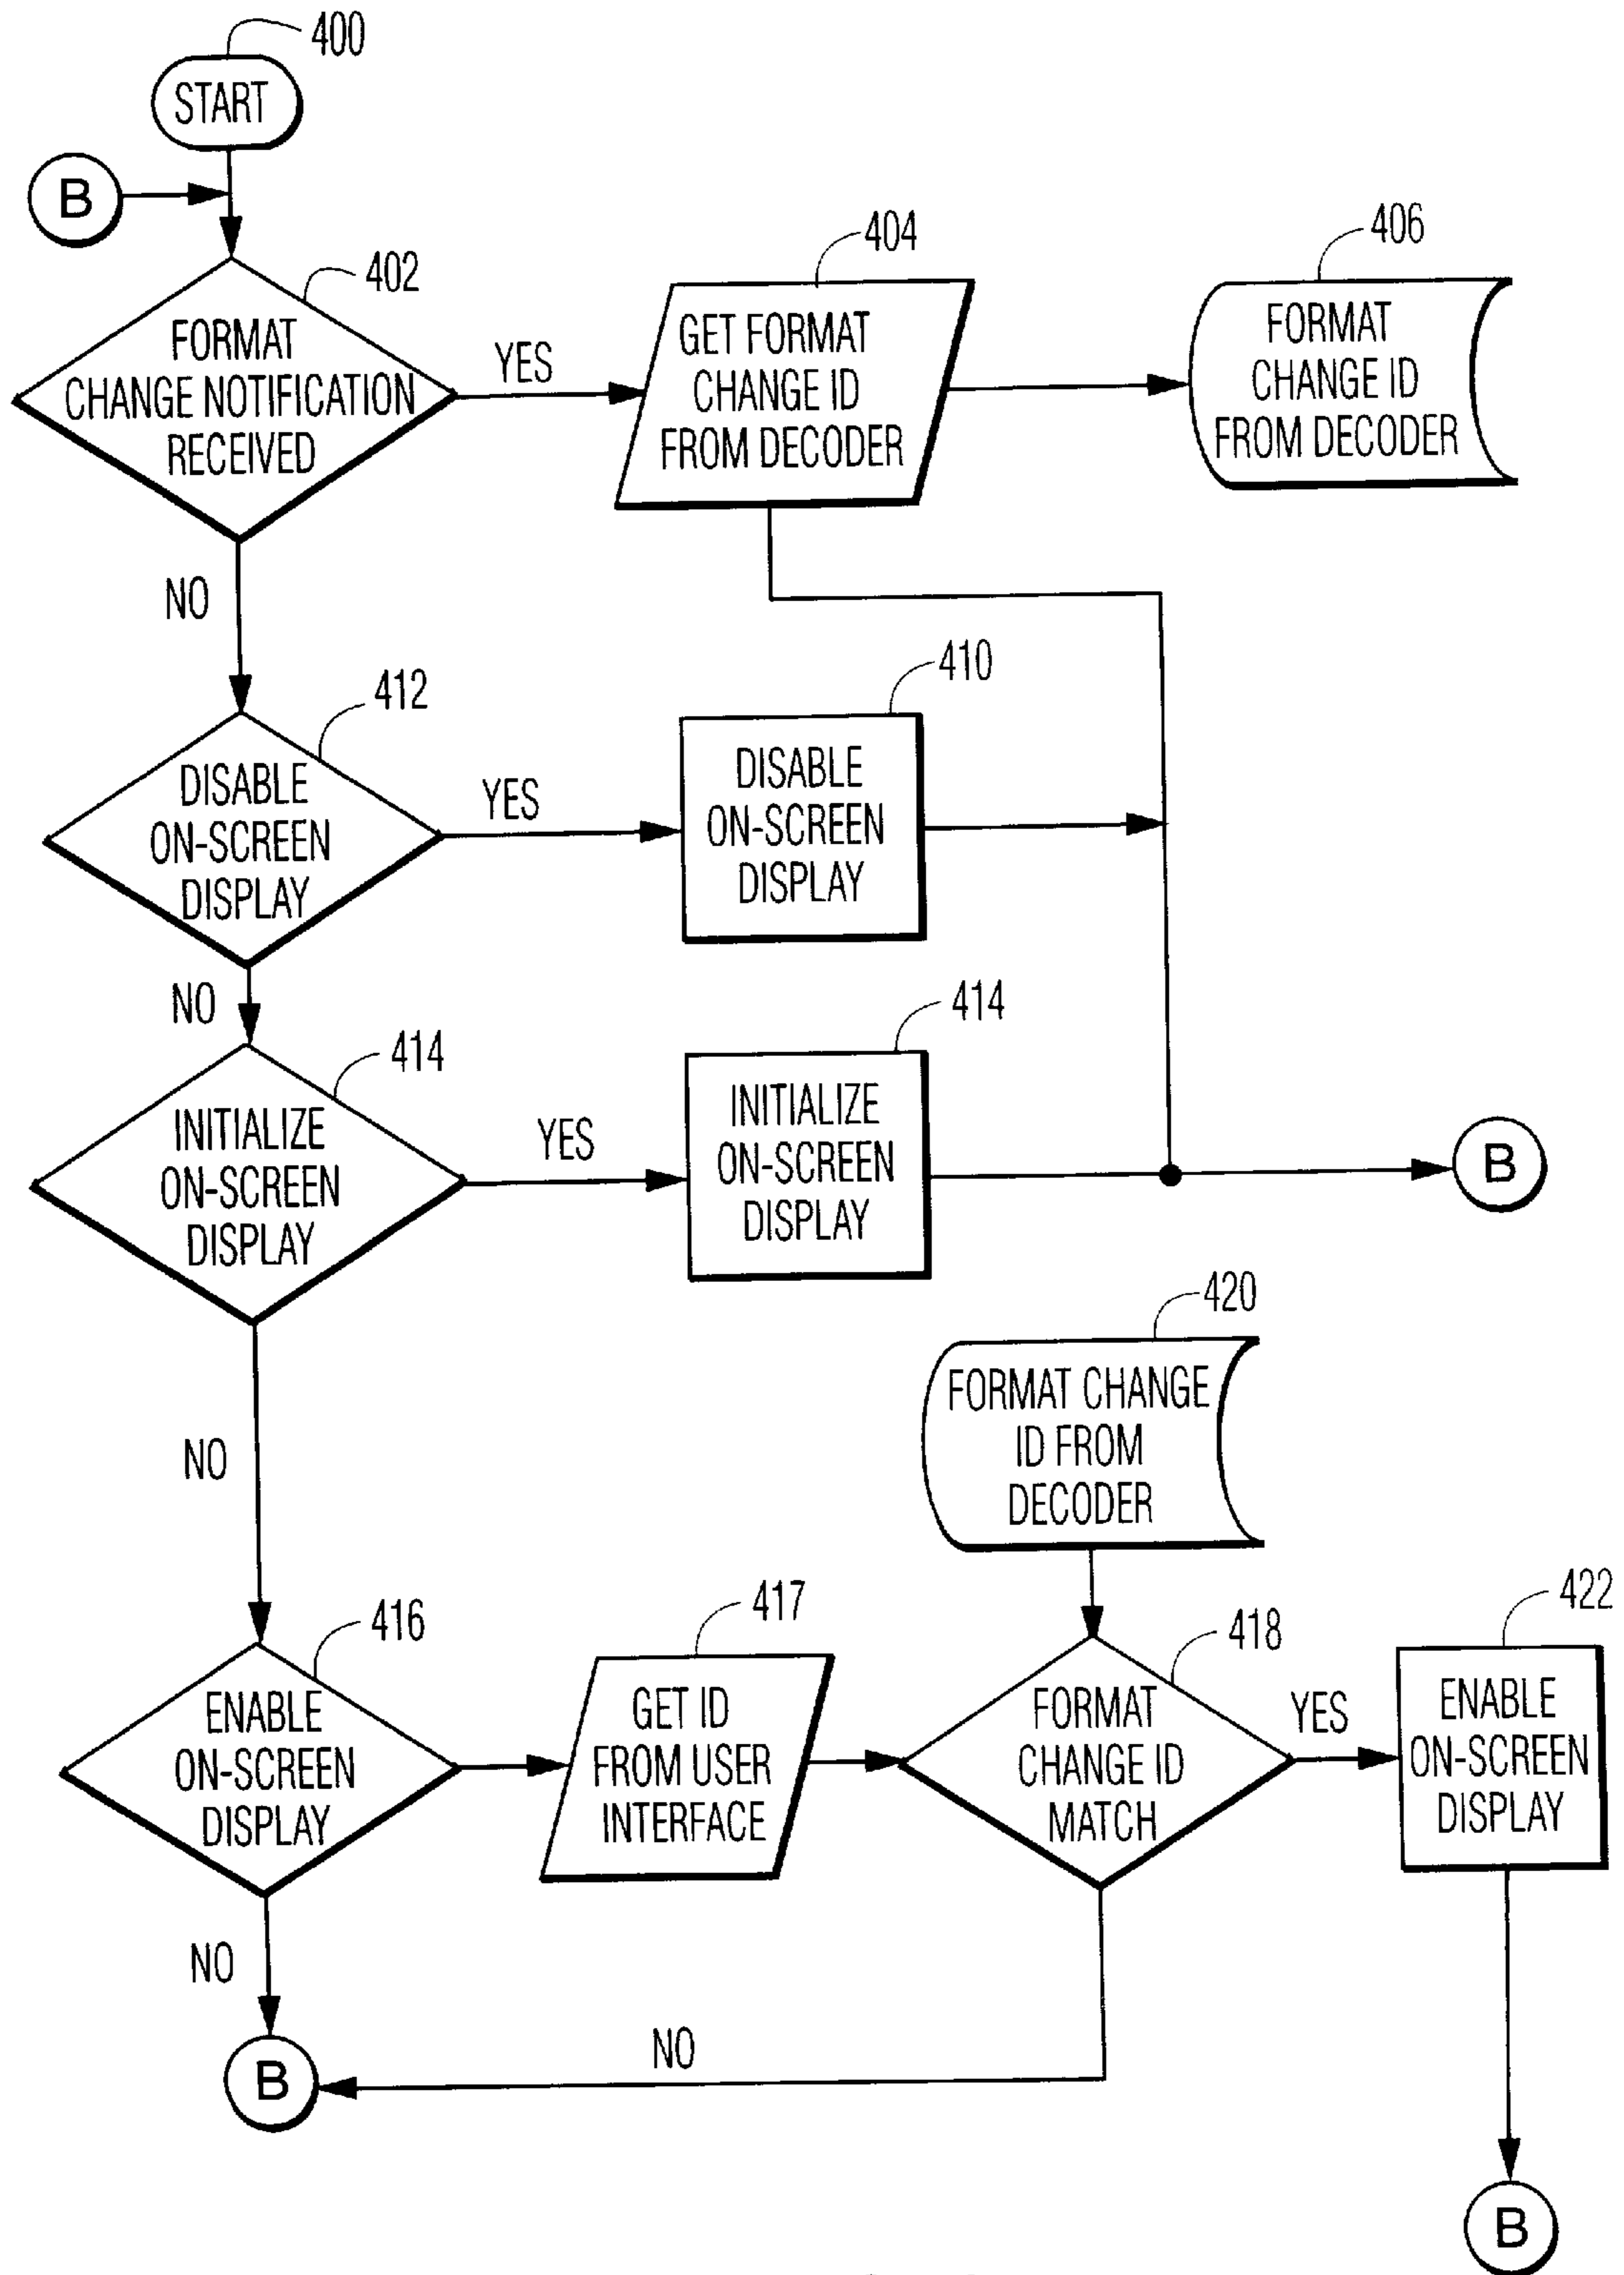 400
START
B
402
FORMAT
CHANGE NOTIFICATION
RECEIVED
YES
404
GET FORMAT
CHANGE ID
FROM DECODER
406
FORMAT
CHANGE ID
FROM DECODER
NO
412
DISABLE
ON-SCREEN
DISPLAY
YES
410
DISABLE
ON-SCREEN
DISPLAY
NO
414
INITIALIZE
ON-SCREEN
DISPLAY
YES
414
INITIALIZE
ON-SCREEN
DISPLAY
B
NO
420
FORMAT CHANGE
ID FROM
DECODER
416
ENABLE
ON-SCREEN
DISPLAY
417
GET ID
FROM USER
INTERFACE
418
FORMAT
CHANGE ID
MATCH
YES
422
ENABLE
ON-SCREEN
DISPLAY
NO
B
NO
B